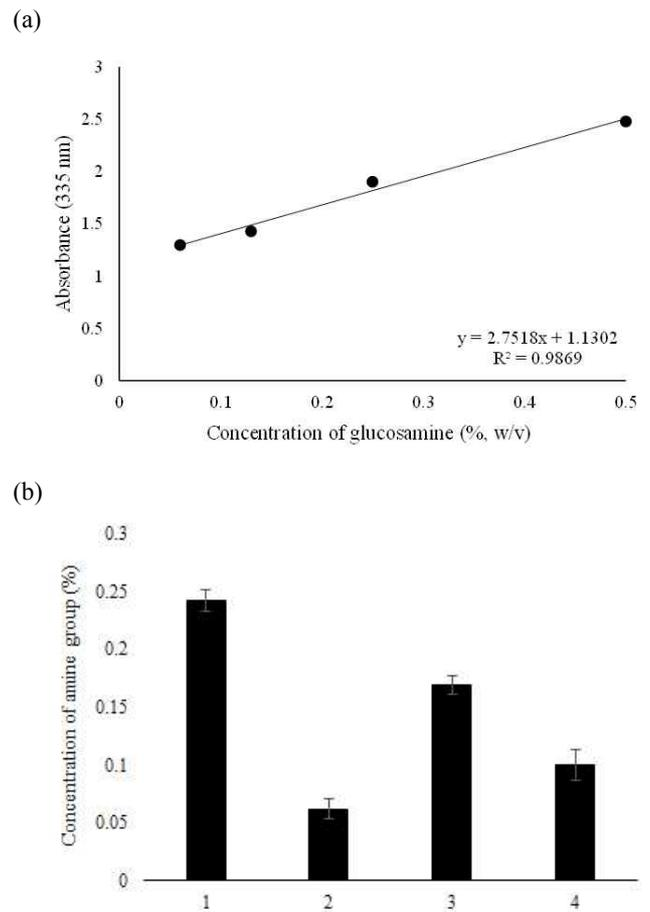 (a)
3
2.5
2
1.5
1
0.5
0
Absorbance (335 nm)
y = 2.7518x + 1.1302
R² = 0.9869
0 0.1 0.2 0.3 0.4 0.5
Concentration of glucosamine (%, w/v)
(b)
0.3
0.25
0.2
0.15
0.1
0.05
0
Concentration of amine group (%)
1 2 3 4